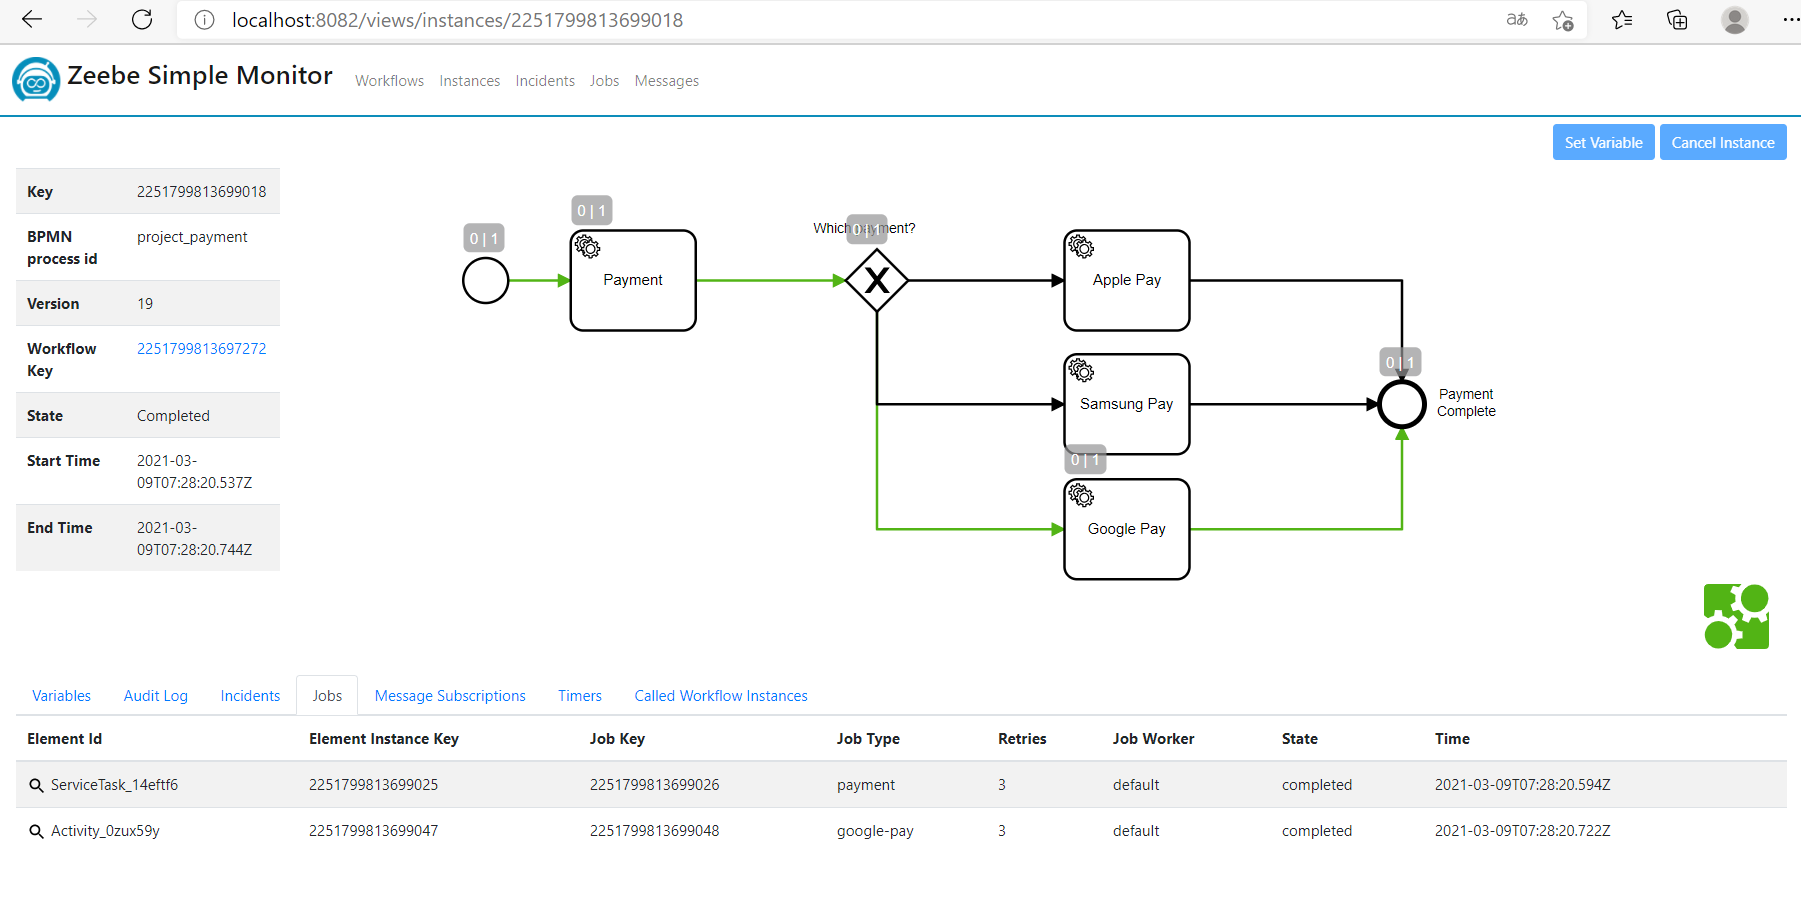 localhost:8082/views/instances/2251799813699018
aあ
Zeebe Simple Monitor
Workflows Instances Incidents Jobs Messages
Set Variable Cancel Instance
Key 2251799813699018
BPMN process id project_payment
Version 19
Workflow Key 2251799813697272
State Completed
Start Time 2021-03-
09T07:28:20.537Z
End Time 2021-03-
09T07:28:20.744Z
0 | 1
0 | 1
Payment
Which payment?
0 | 1
X
Apple Pay
Samsung Pay
0 | 1
Google Pay
0 | 1
Payment
Complete
Variables Audit Log Incidents Jobs Message Subscriptions Timers Called Workflow Instances
Element Id Element Instance Key Job Key Job Type Retries Job Worker State Time
ServiceTask_14eftf6 2251799813699025 2251799813699026 payment 3 default completed 2021-03-09T07:28:20.594Z
Activity_0zux59y 2251799813699047 2251799813699048 google-pay 3 default completed 2021-03-09T07:28:20.722Z